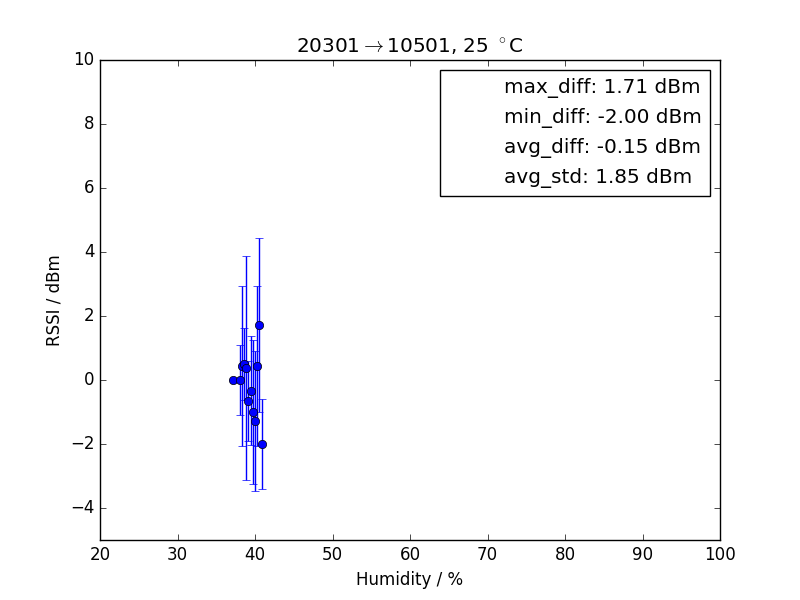 20301→10501, 25 °C
max_diff: 1.71 dBm
min_diff: -2.00 dBm
avg_diff: -0.15 dBm
avg_std: 1.85 dBm
10
8
6
4
2
0
−2
−4
RSSI / dBm
20 30 40 50 60 70 80 90 100
Humidity / %